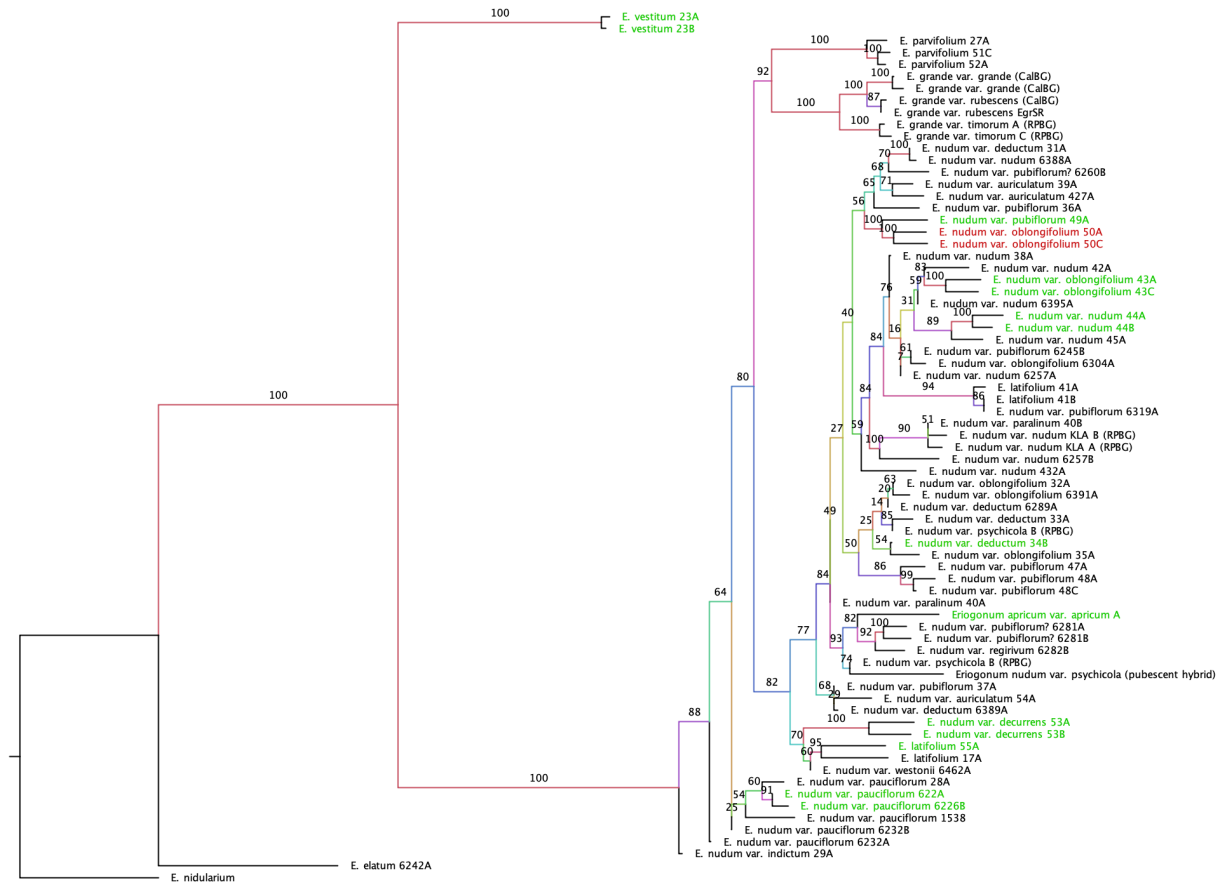 100
E. vestitum 23A
E. vestitum 23B
E. parvifolium 27A
100
100
E. parvifolium 51C
E. parvifolium 52A
92
E. grande var. grande (CalBG)
100
E. grande var. grande (CalBG)
100
87
E. grande var. rubescens (CalBG)
100
E. grande var. rubescens EgrSR
100
E. grande var. timorum A (RPBG)
E. grande var. timorum C (RPBG)
100
E. nudum var. deductum 31A
70
E. nudum var. nudum 6388A
68
E. nudum var. pubiflorum? 6260B
65
71
E. nudum var. auriculatum 39A
E. nudum var. auriculatum 427A
56
E. nudum var. pubiflorum 36A
100
E. nudum var. pubiflorum 49A
100
E. nudum var. oblongifolium 50A
E. nudum var. oblongifolium 50C
E. nudum var. nudum 38A
83
E. nudum var. nudum 42A
59
100
E. nudum var. oblongifolium 43A
76
E. nudum var. oblongifolium 43C
31
E. nudum var. nudum 6395A
40
100
E. nudum var. nudum 44A
16
89
E. nudum var. nudum 44B
84
E. nudum var. nudum 45A
61
E. nudum var. pubiflorum 6245B
7
E. nudum var. oblongifolium 6304A
E. nudum var. nudum 6257A
80
84
94
E. latifolium 41A
86
E. latifolium 41B
100
E. nudum var. pubiflorum 6319A
51
E. nudum var. paralinum 40B
27
59
90
E. nudum var. nudum KLA B (RPBG)
100
E. nudum var. nudum KLA A (RPBG)
E. nudum var. nudum 6257B
E. nudum var. nudum 432A
63
E. nudum var. oblongifolium 32A
20
E. nudum var. oblongifolium 6391A
14
E. nudum var. deductum 6289A
49
25
85
E. nudum var. deductum 33A
E. nudum var. psychicola B (RPBG)
50
54
E. nudum var. deductum 34B
E. nudum var. oblongifolium 35A
86
E. nudum var. pubiflorum 47A
84
99
E. nudum var. pubiflorum 48A
64
E. nudum var. pubiflorum 48C
E. nudum var. paralinum 40A
82
Eriogonum apricum var. apricum A
77
93
92
100
E. nudum var. pubiflorum? 6281A
E. nudum var. pubiflorum? 6281B
E. nudum var. regirivum 6282B
74
E. nudum var. psychicola B (RPBG)
Eriogonum nudum var. psychicola (pubescent hybrid)
82
68
E. nudum var. pubiflorum 37A
29
E. nudum var. auriculatum 54A
E. nudum var. deductum 6389A
88
100
E. nudum var. decurrens 53A
70
E. nudum var. decurrens 53B
60
95
E. latifolium 55A
E. latifolium 17A
E. nudum var. westonii 6462A
100
60
E. nudum var. pauciflorum 28A
54
91
E. nudum var. pauciflorum 622A
25
E. nudum var. pauciflorum 6226B
E. nudum var. pauciflorum 1538
E. nudum var. pauciflorum 6232B
E. nudum var. pauciflorum 6232A
E. nudum var. indictum 29A
E. elatum 6242A
E. nidularium